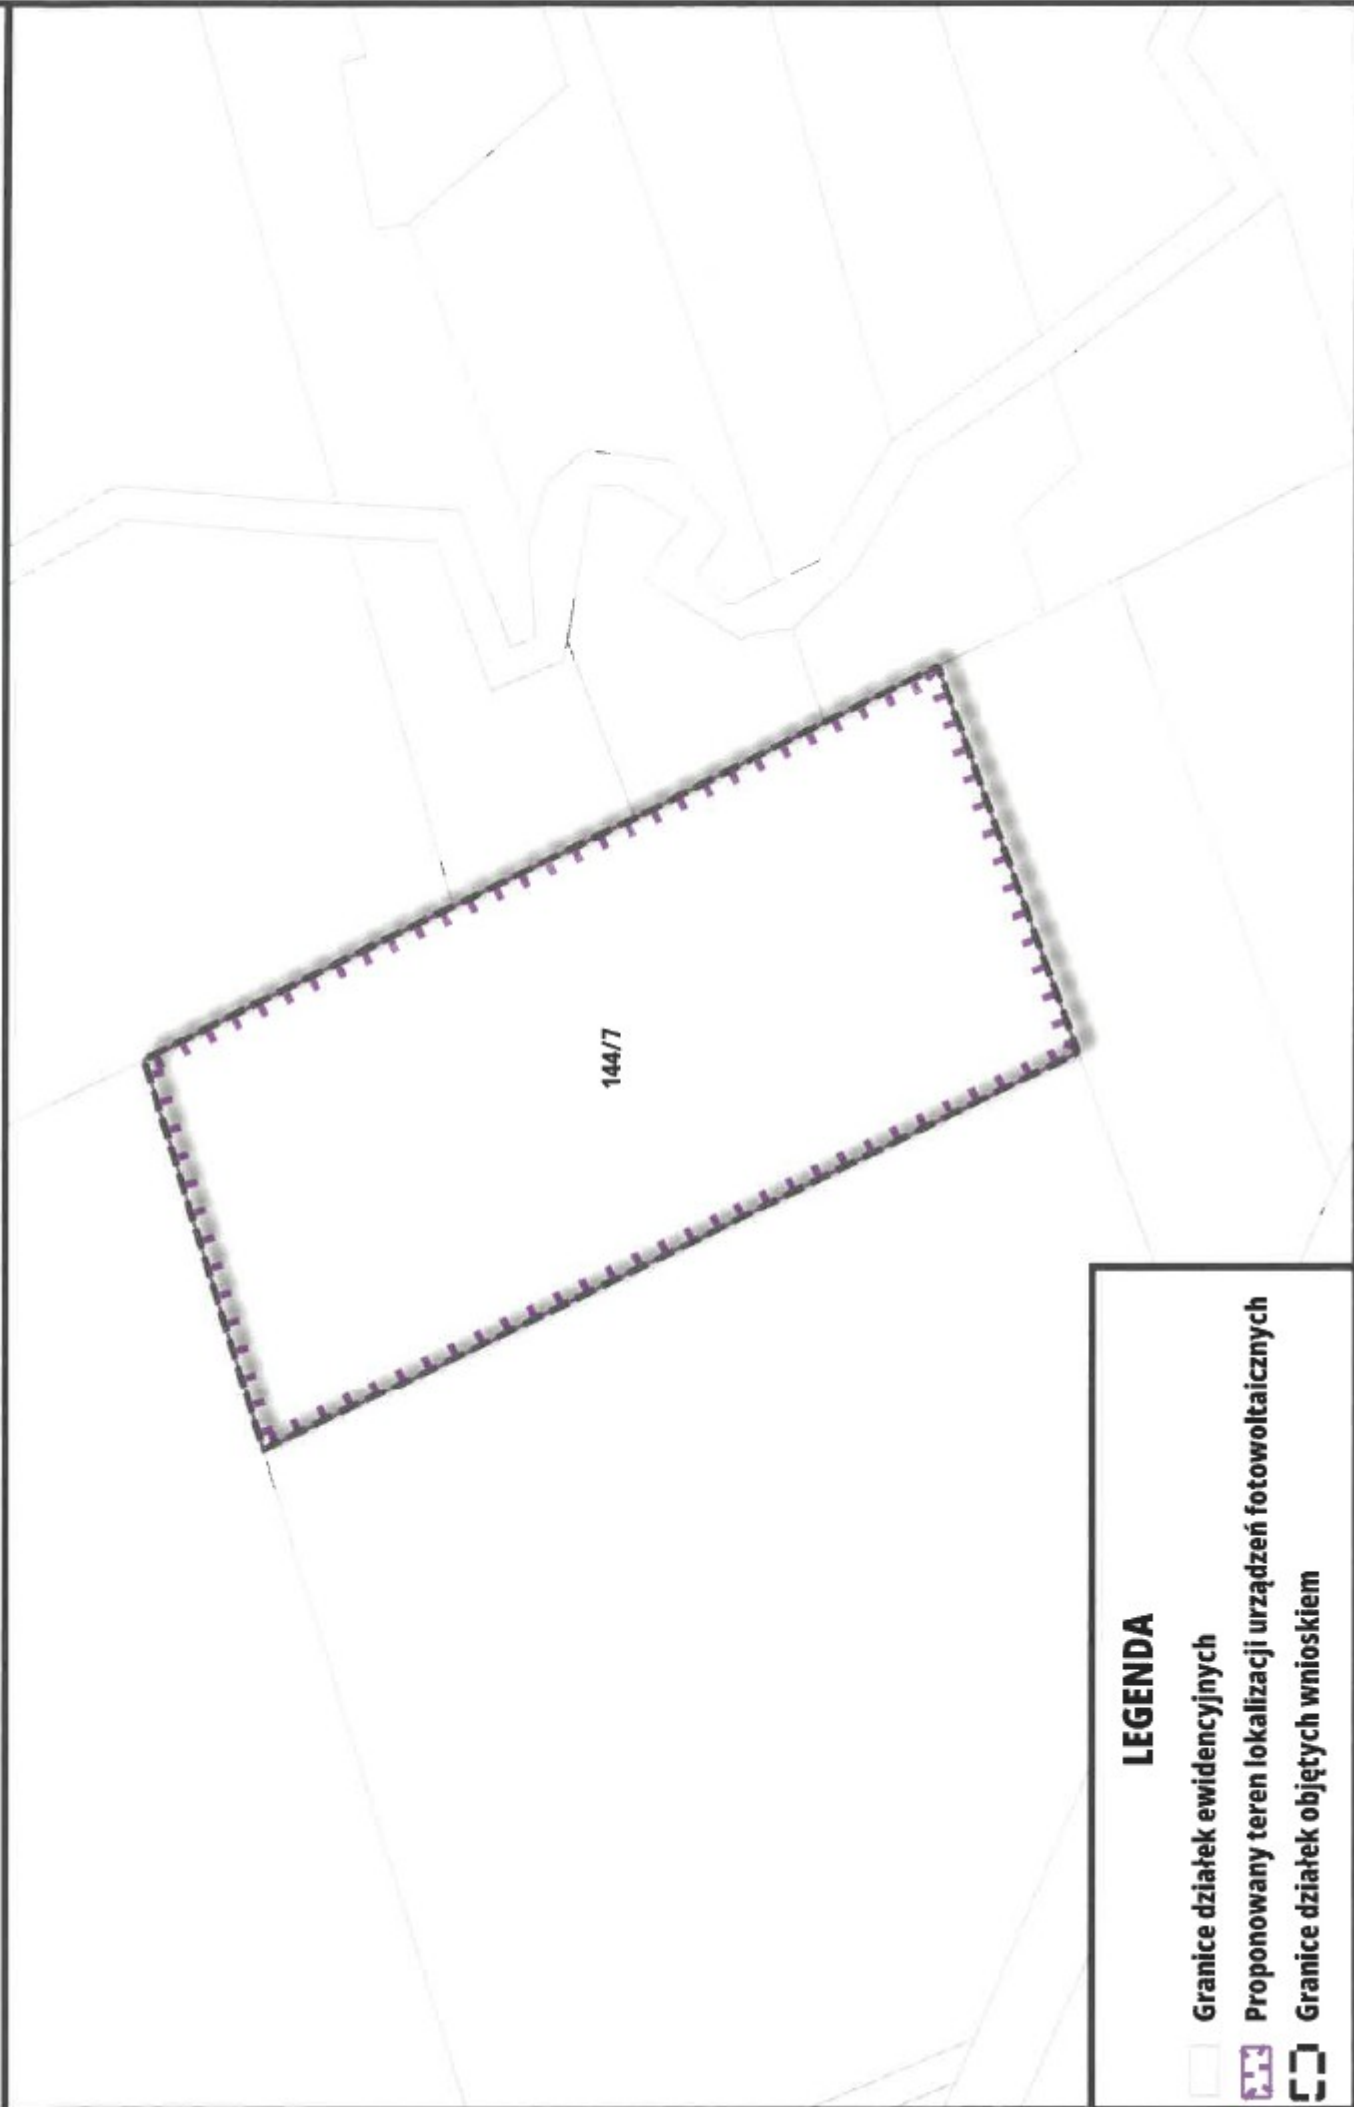 144/7
LEGENDA
Granice działek ewidencyjnych
Proponowany teren lokalizacji urządzeń fotowoltaicznych
Granice działek objętych wnioskiem